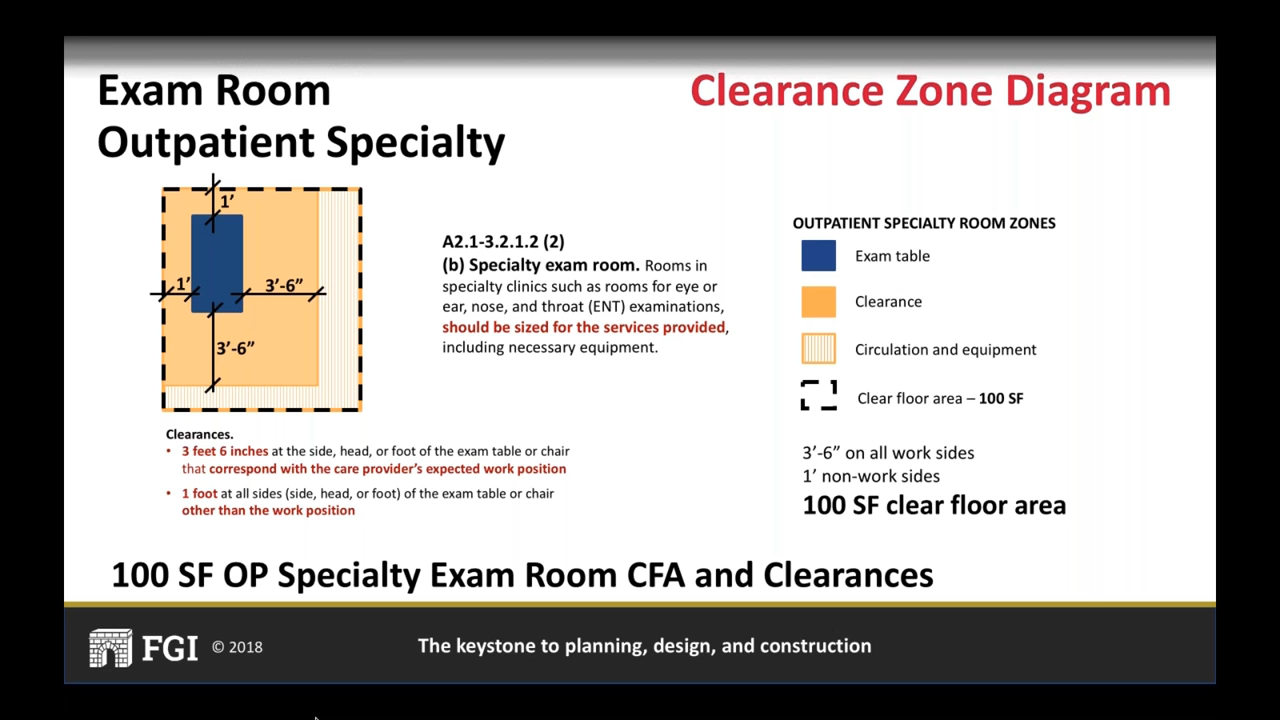 Exam Room
Outpatient Specialty
Clearance Zone Diagram
1’
1’
3’-6”
3’-6”
A2.1-3.2.1.2 (2)
(b) Specialty exam room. Rooms in
specialty clinics such as rooms for eye or
ear, nose, and throat (ENT) examinations,
should be sized for the services provided,
including necessary equipment.
OUTPATIENT SPECIALTY ROOM ZONES
Exam table
Clearance
Circulation and equipment
Clear floor area – 100 SF
3’-6” on all work sides
1’ non-work sides
100 SF clear floor area
Clearances.
• 3 feet 6 inches at the side, head, or foot of the exam table or chair
that correspond with the care provider’s expected work position
• 1 foot at all sides (side, head, or foot) of the exam table or chair
other than the work position
100 SF OP Specialty Exam Room CFA and Clearances
FGI © 2018
The keystone to planning, design, and construction